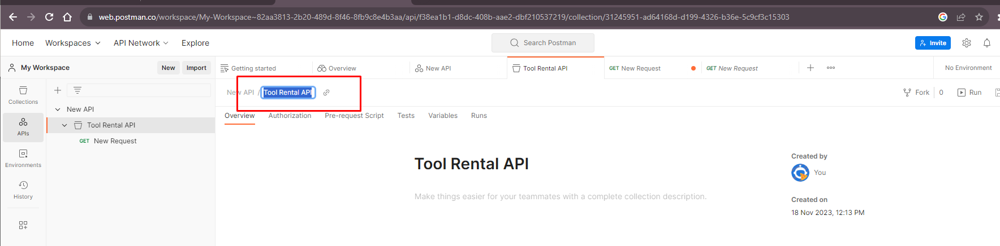 web.postman.co/workspace/My-Workspace~82aa3813-2b20-489d-8f46-8fb9c8e4b3aa/api/f38ea1b1-d8dc-408b-aae2-dbf210537219/collection/31245951-ad64168d-d199-4326-b36e-5c9cf3c15303
Home Workspaces API Network Explore Search Postman Invite
My Workspace New Import Getting started Overview New API Tool Rental API GET New Request GET New Request No Environment
New API / Tool Rental API Fork 0 Run
Collections
New API
Overview Authorization Pre-request Script Tests Variables Runs
Tool Rental API
APIs
GET New Request
Environments
History
Tool Rental API
Make things easier for your teammates with a complete collection description.
Created by
You
Created on
18 Nov 2023, 12:13 PM